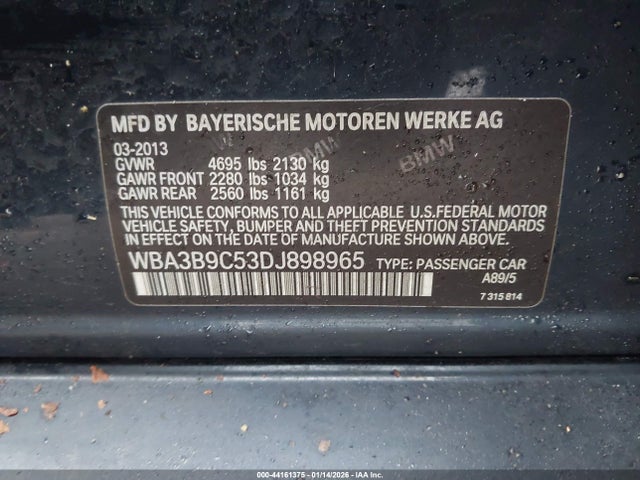 MFD BY BAYERISCHE MOTOREN WERKE AG
03-2013
GVWR 4695 lbs 2130 kg
GAWR FRONT 2280 lbs 1034 kg
GAWR REAR 2560 lbs 1161 kg
THIS VEHICLE CONFORMS TO ALL APPLICABLE U.S.FEDERAL MOTOR
VEHICLE SAFETY, BUMPER AND THEFT PREVENTION STANDARDS
IN EFFECT ON THE DATE OF MANUFACTURE SHOWN ABOVE.
WBA3B9C53DJ898965 TYPE: PASSENGER CAR
A89/5
7 315 814
BMW
BMW
000-44161375 - 01/14/2026 - IAA Inc.